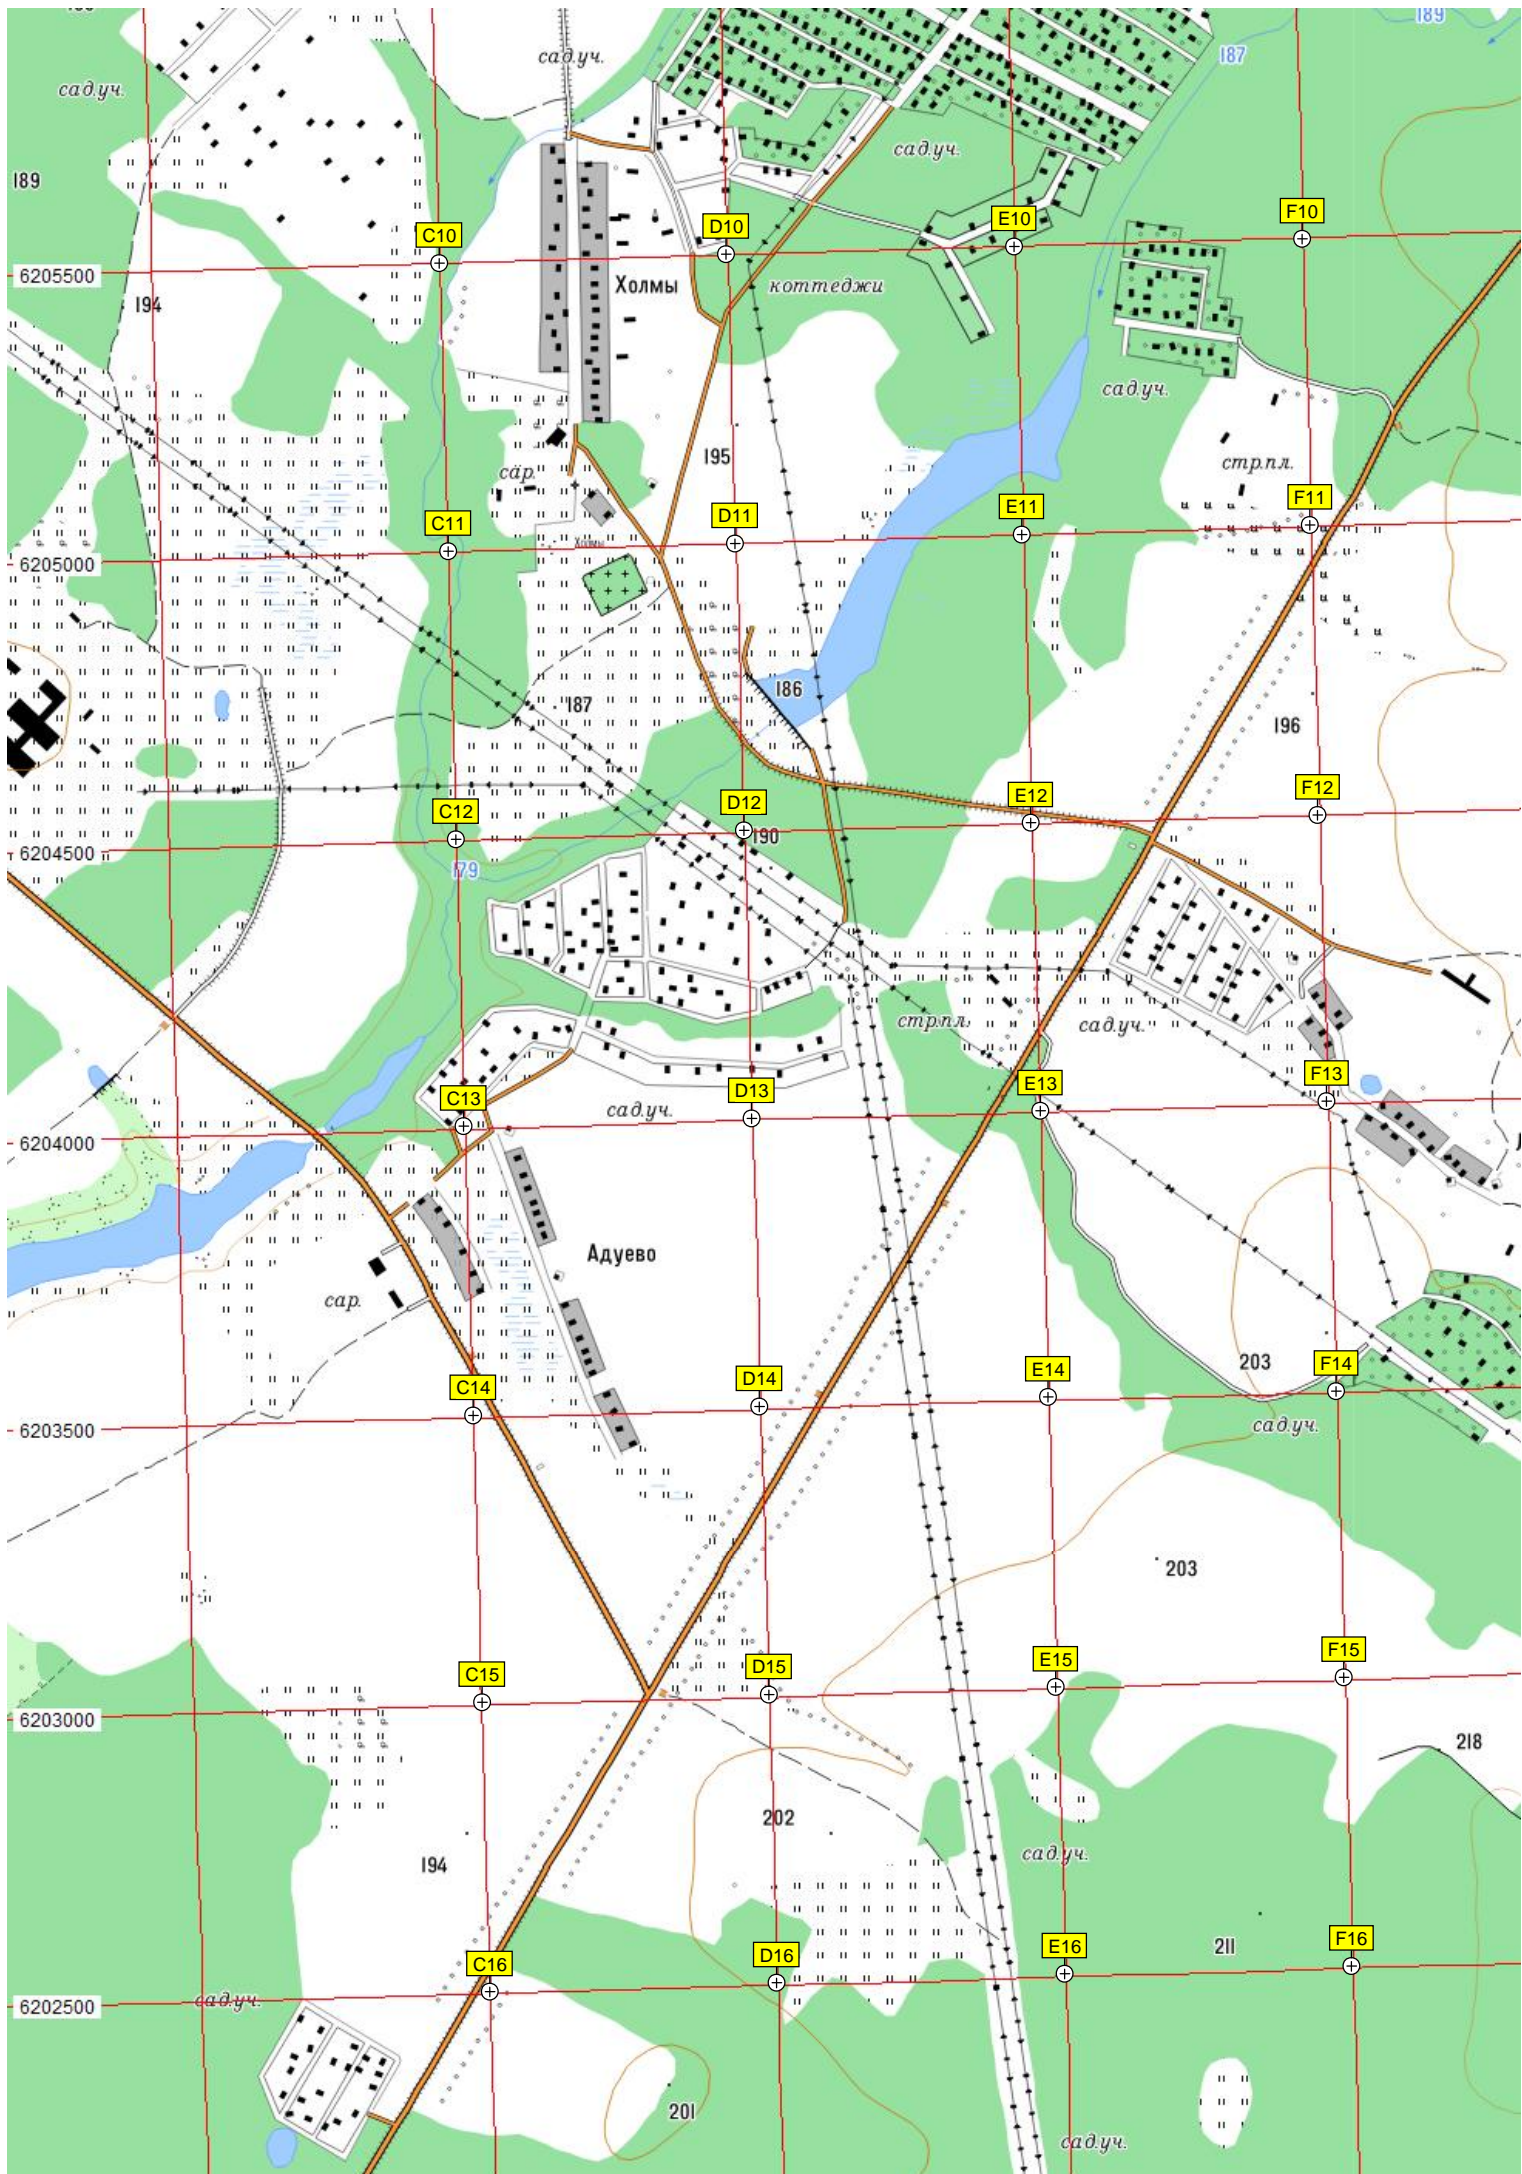 189
сад.уч.
187
сад.уч.
сад.уч.
189
C10
D10
E10
F10
6205500
Холмы
коттеджи
194
сад.уч.
195
стр.пл.
сар.
C11
D11
E11
F11
Холмы
6205000
186
187
196
C12
D12
E12
F12
190
6204500
179
стр.пл.
сад.уч.
C13
D13
E13
F13
сад.уч.
6204000
Адуево
сар.
203
C14
D14
E14
F14
сад.уч.
6203500
203
C15
D15
E15
F15
6203000
218
202
сад.уч.
194
211
C16
D16
E16
F16
6202500
сад.уч.
201
сад.уч.